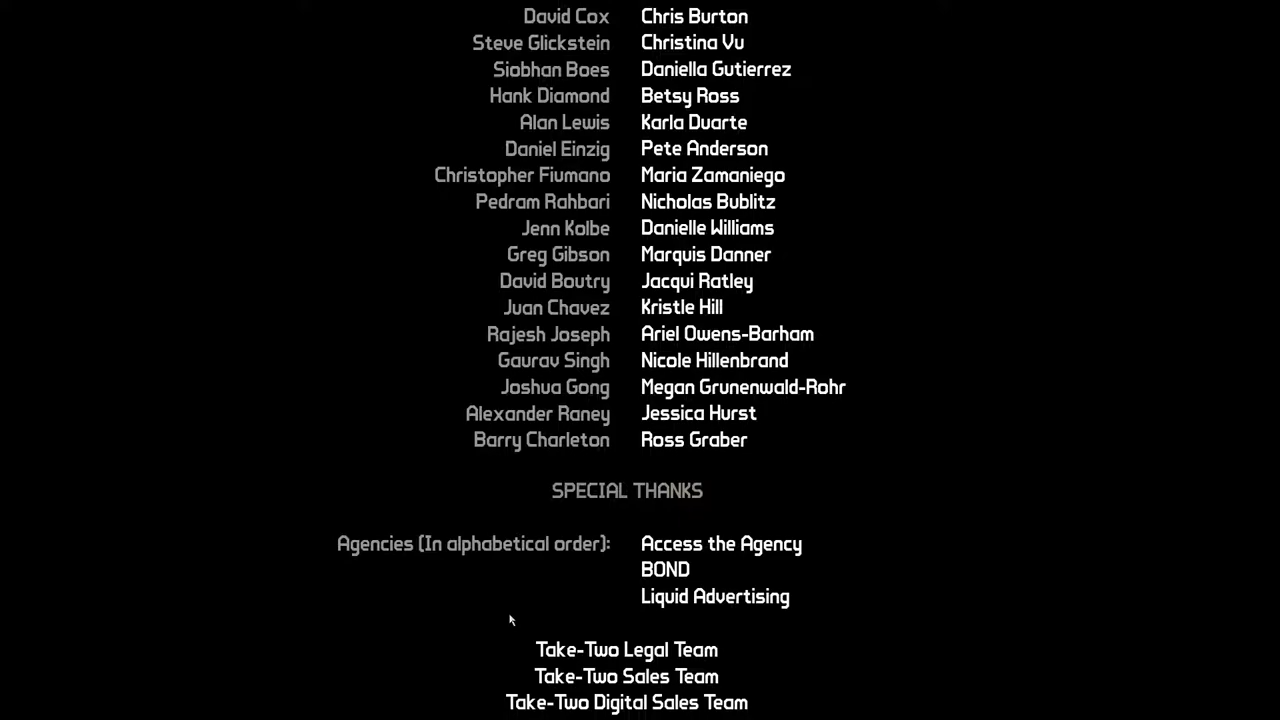 David Cox Chris Burton
Steve Glickstein Christina Vu
Siobhan Boes Daniella Gutierrez
Hank Diamond Betsy Ross
Alan Lewis Karla Duarte
Daniel Einzig Pete Anderson
Christopher Fiumano Maria Zamaniego
Pedram Rahbari Nicholas Bublitz
Jenn Kolbe Danielle Williams
Greg Gibson Marquis Danner
David Boutry Jacqui Ratley
Juan Chavez Kristle Hill
Rajesh Joseph Ariel Owens-Barham
Gaurav Singh Nicole Hillenbrand
Joshua Gong Megan Grunenwald-Rohr
Alexander Raney Jessica Hurst
Barry Charleton Ross Graber
SPECIAL THANKS
Agencies (In alphabetical order): Access the Agency
BOND
Liquid Advertising
Take-Two Legal Team
Take-Two Sales Team
Take-Two Digital Sales Team